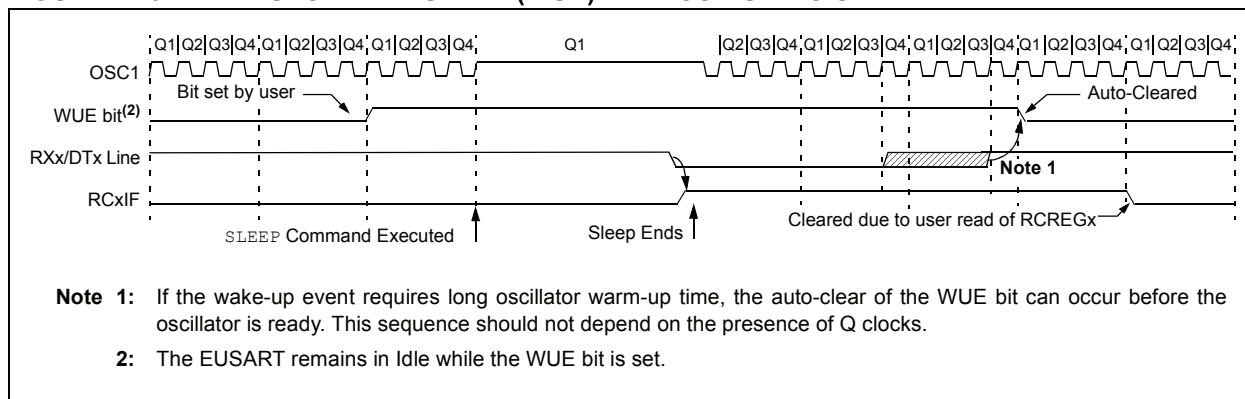 Q1 Q2 Q3 Q4 Q1 Q2 Q3 Q4 Q1 Q2 Q3 Q4 Q1 Q2 Q3 Q4 Q1 Q2 Q3 Q4 Q1 Q2 Q3 Q4 Q1 Q2 Q3 Q4 Q1 Q2 Q3 Q4
OSC1
Bit set by user
Auto-Cleared
WUE bit(2)
RXx/DTx Line
Note 1
RCxIF
Cleared due to user read of RCREGx
SLEEP Command Executed
Sleep Ends
Note 1: If the wake-up event requires long oscillator warm-up time, the auto-clear of the WUE bit can occur before the
oscillator is ready. This sequence should not depend on the presence of Q clocks.
2: The EUSART remains in Idle while the WUE bit is set.